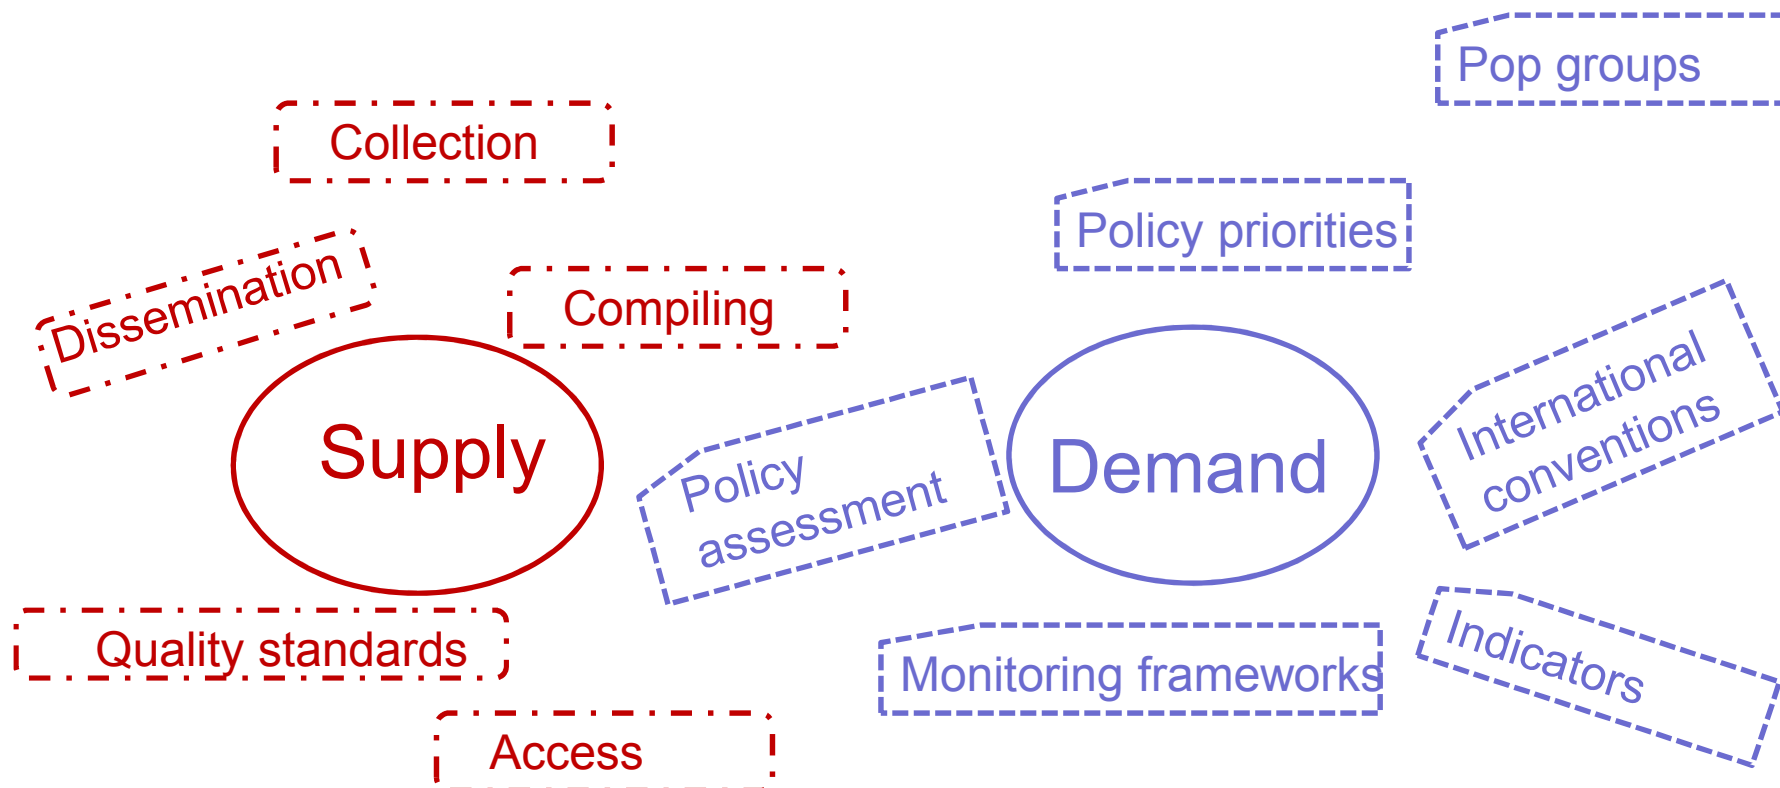 Pop groups
Collection
Policy priorities
Dissemination
Compiling
International
conventions
Supply
Policy
assessment
Demand
Quality standards
Monitoring frameworks
Indicators
Access